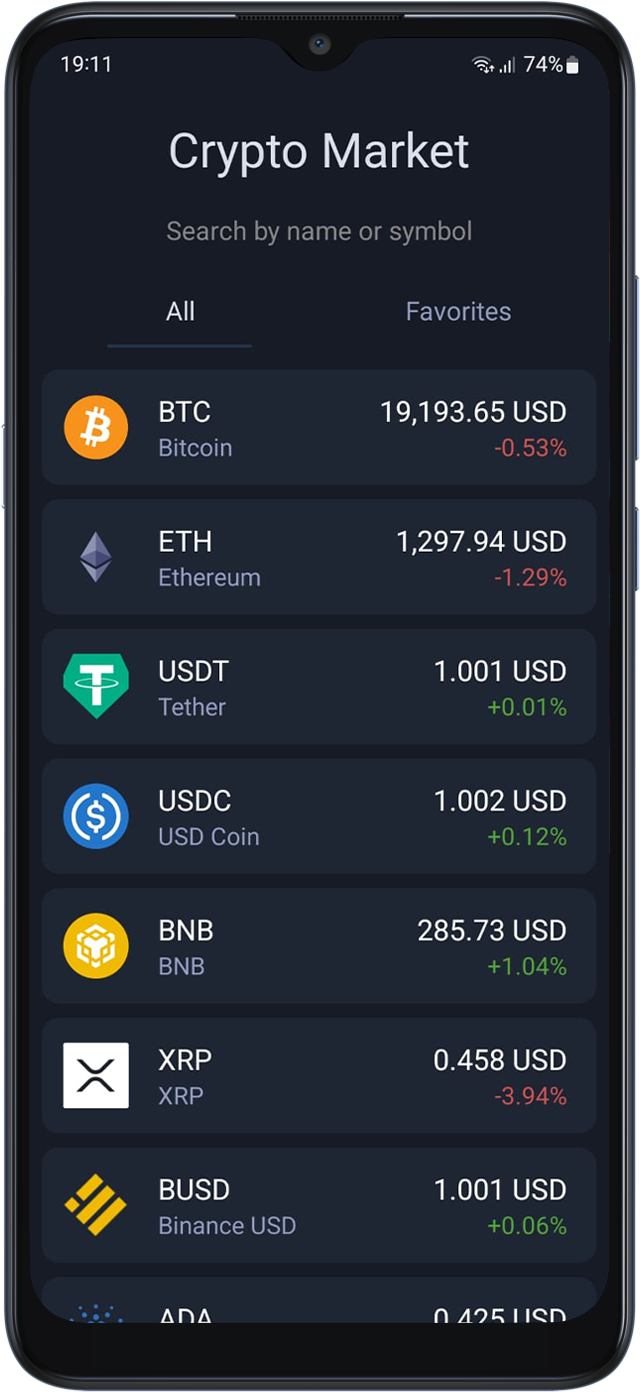 19:11 74%
Crypto Market
Search by name or symbol
All Favorites
BTC 19,193.65 USD
Bitcoin -0.53%
ETH 1,297.94 USD
Ethereum -1.29%
USDT 1.001 USD
Tether +0.01%
USDC 1.002 USD
USD Coin +0.12%
BNB 285.73 USD
BNB +1.04%
XRP 0.458 USD
XRP -3.94%
BUSD 1.001 USD
Binance USD +0.06%
ADA 0.425 USD